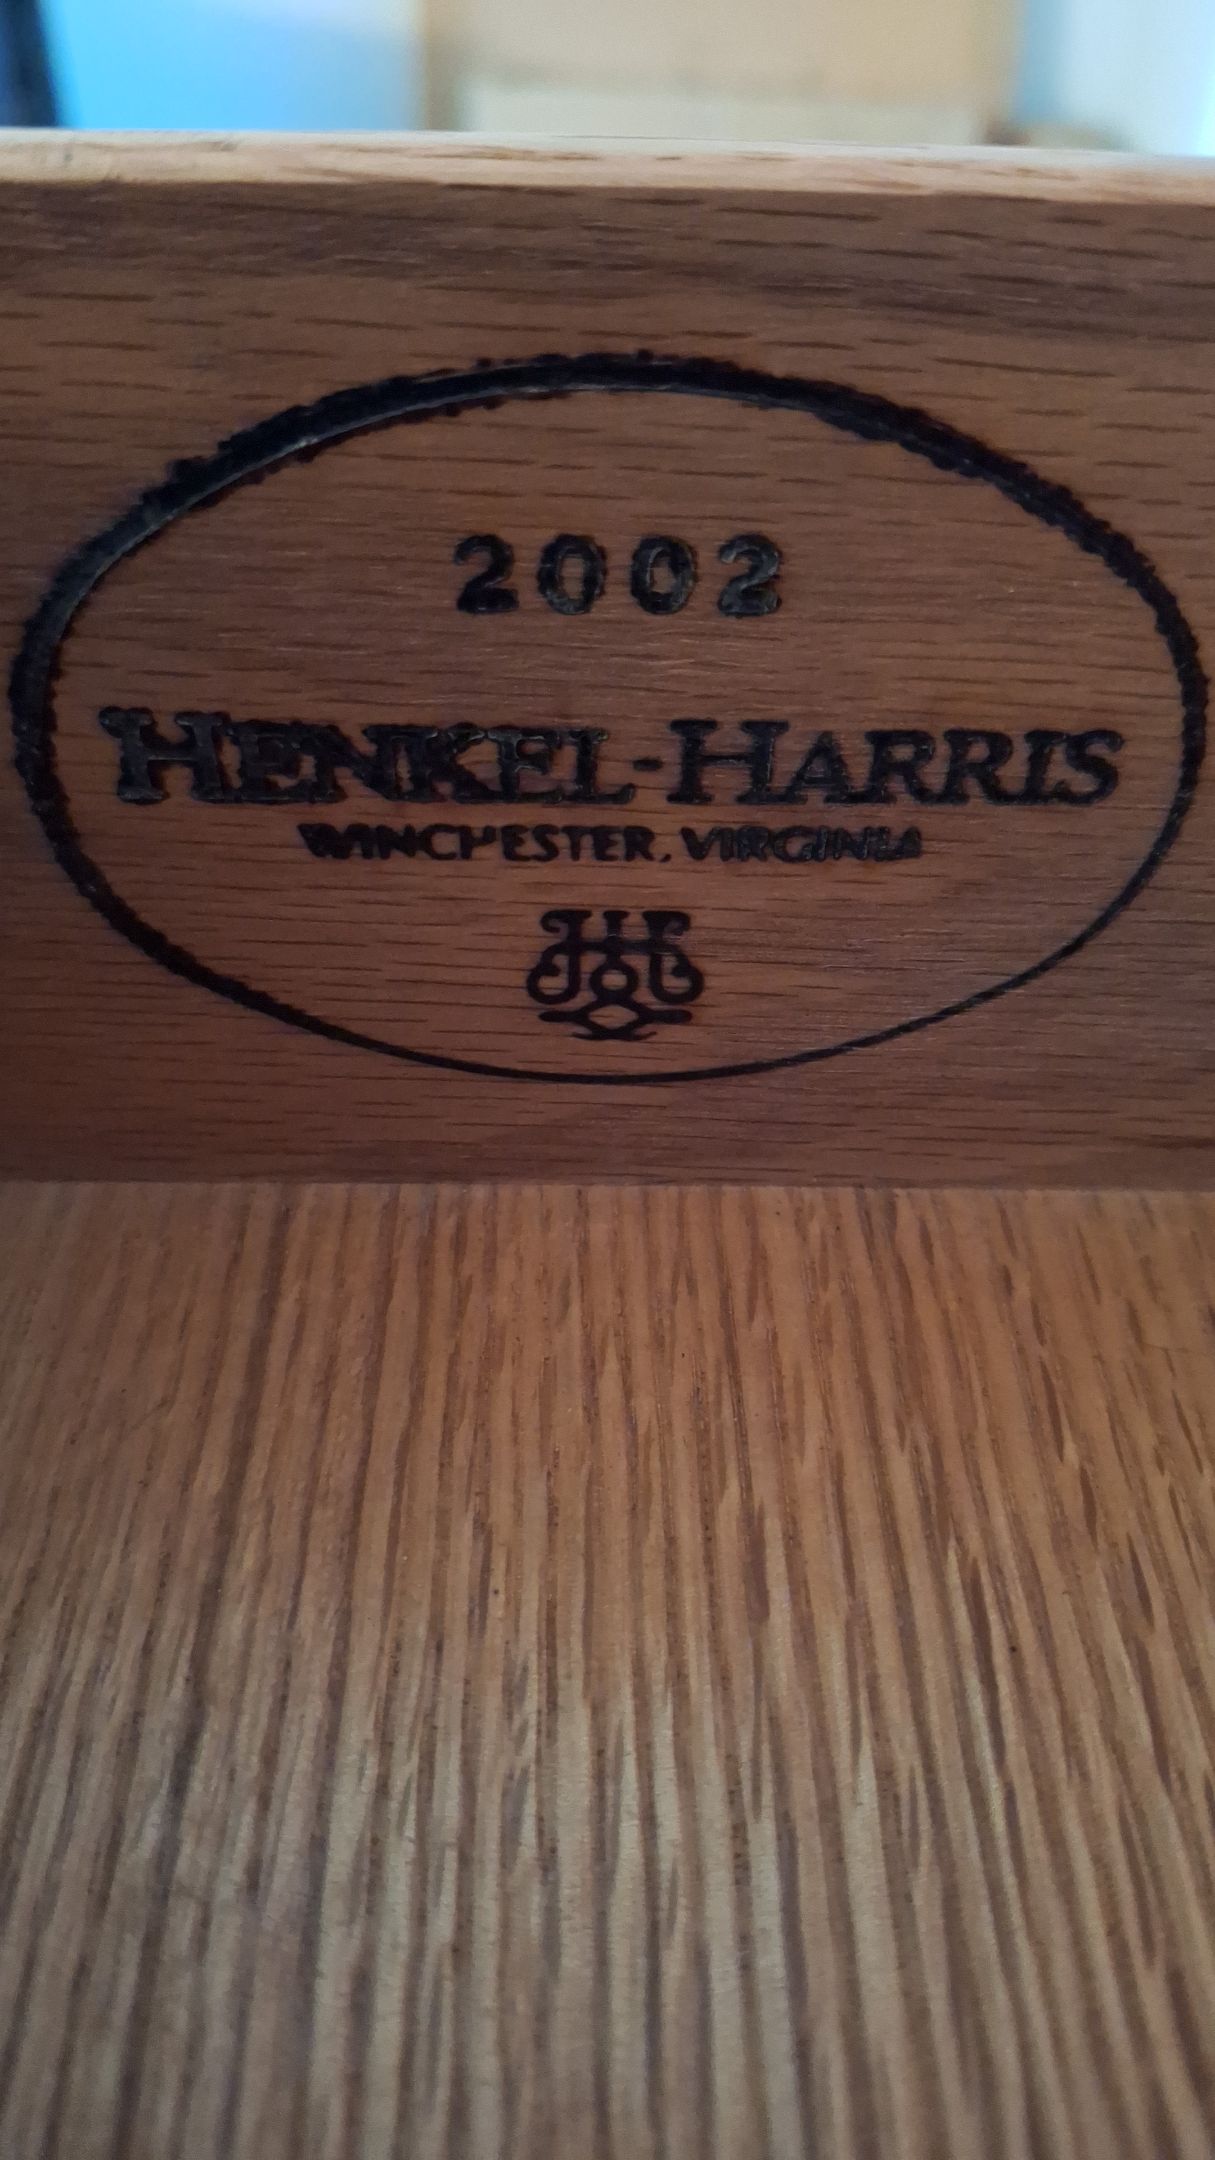 2002
HENKEL-HARRIS
WINCHESTER, VIRGINIA